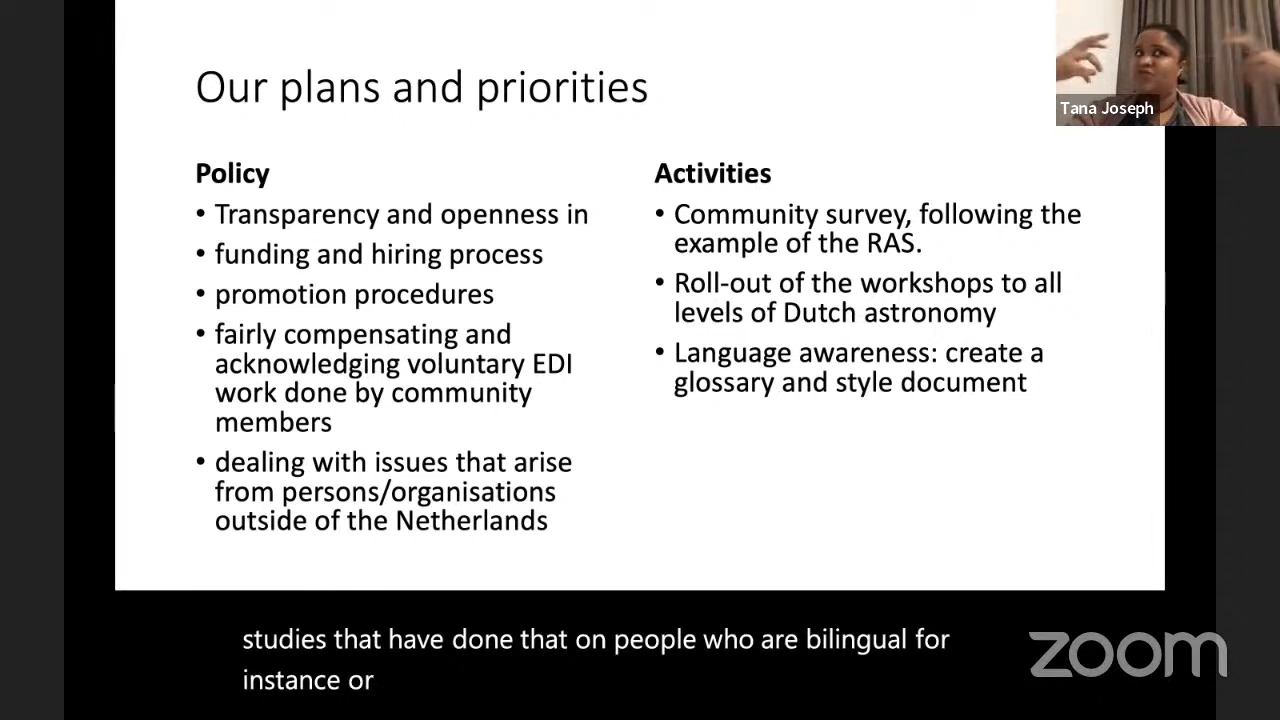 Our plans and priorities
Tana Joseph
Policy
• Transparency and openness in
• funding and hiring process
• promotion procedures
• fairly compensating and
acknowledging voluntary EDI
work done by community
members
• dealing with issues that arise
from persons/organisations
outside of the Netherlands
Activities
• Community survey, following the
example of the RAS.
• Roll-out of the workshops to all
levels of Dutch astronomy
• Language awareness: create a
glossary and style document
studies that have done that on people who are bilingual for
instance or
zoom